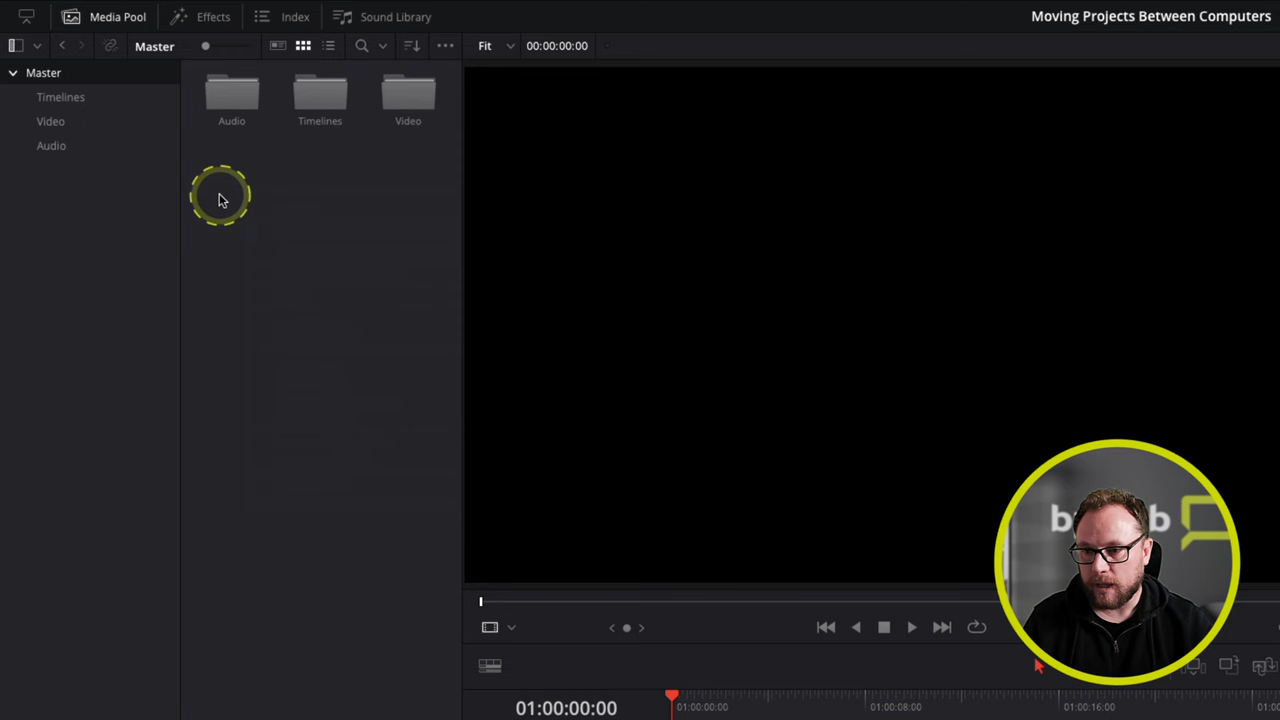 Media Pool Effects Index Sound Library Moving Projects Between Computers
Master Fit 00:00:00:00
Master
Timelines
Video
Audio
Audio Timelines Video
01:00:00:00
01:00:00:00 01:00:08:00 01:00:16:00